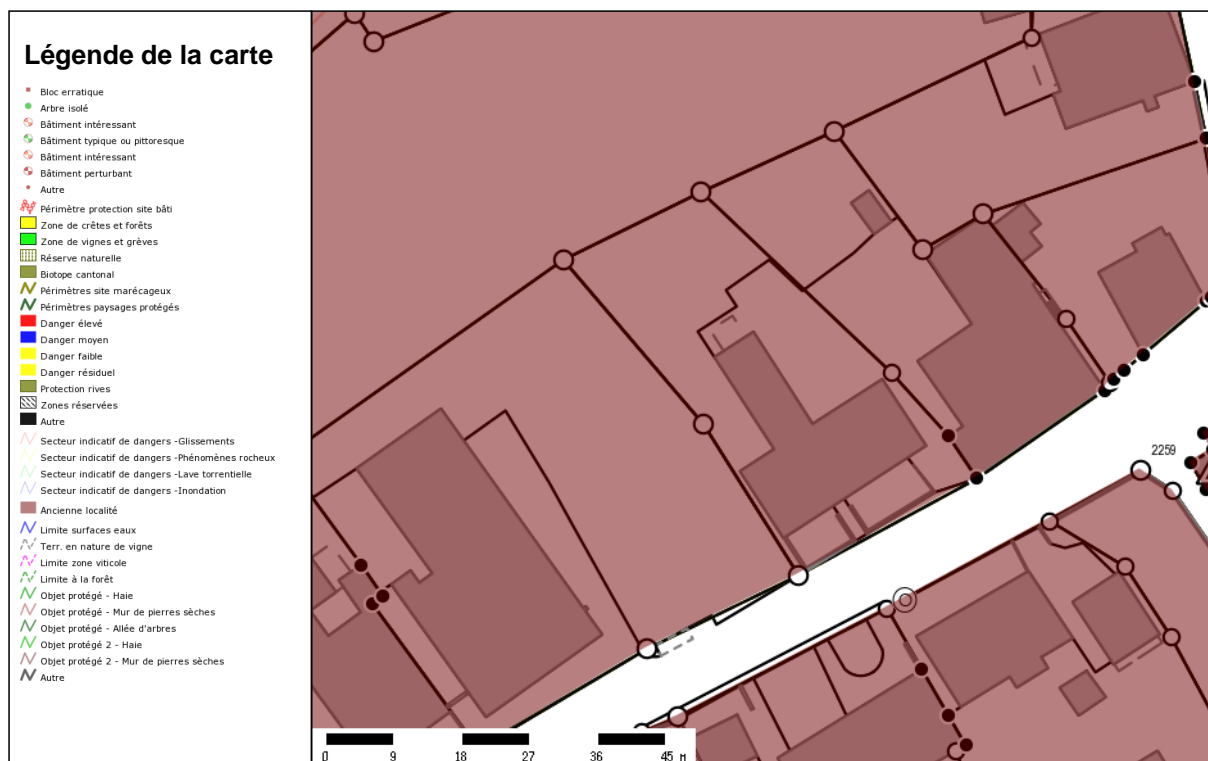 Légende de la carte
Bloc erratique
Arbre isolé
Bâtiment intéressant
Bâtiment typique ou pittoresque
Bâtiment intéressant
Bâtiment perturbant
Autre
Périmètre protection site bâti
Zone de crêtes et forêts
Zone de vignes et grèves
Réserve naturelle
Biotope cantonal
Périmètres site marécageux
Périmètres paysages protégés
Danger élevé
Danger moyen
Danger faible
Danger résiduel
Protection rives
Zones réservées
Autre
Secteur indicatif de dangers -Glissements
Secteur indicatif de dangers -Phénomènes rocheux
Secteur indicatif de dangers -Lave torrentielle
Secteur indicatif de dangers -Inondation
Ancienne localité
Limite surfaces eaux
Terr. en nature de vigne
Limite zone viticole
Limite à la forêt
Objet protégé - Haie
Objet protégé - Mur de pierres sèches
Objet protégé - Allée d'arbres
Objet protégé 2 - Haie
Objet protégé 2 - Mur de pierres sèches
Autre
2259
0 9 18 27 36 45 M